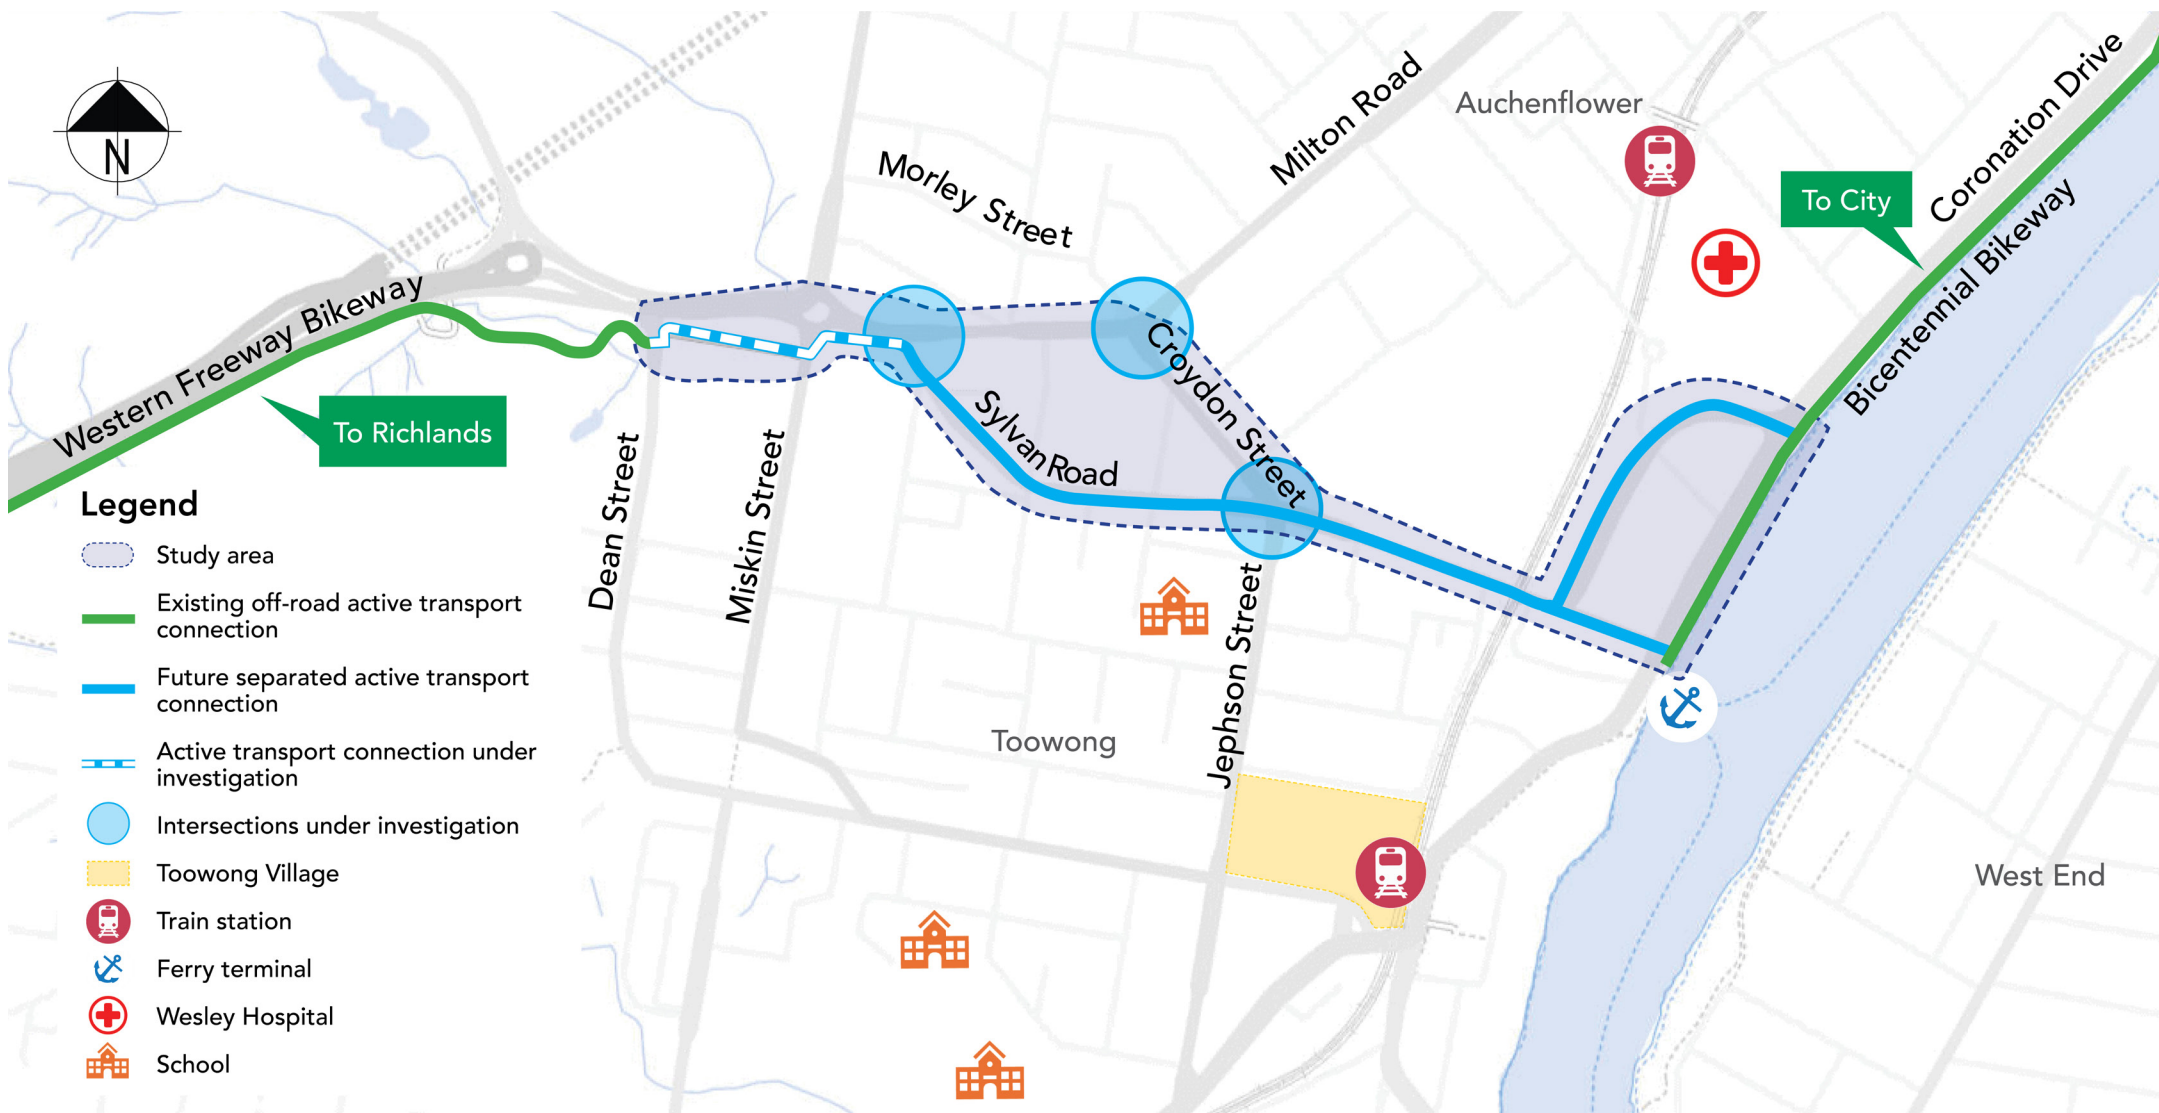 Auchenflower
Milton Road
Coronation Drive
Morley Street
To City
Bicentennial Bikeway
N
Western Freeway Bikeway
Croydon Street
Sylvan Road
To Richlands
Dean Street
Miskin Street
Jephson Street
Toowong
West End
Legend
Study area
Existing off-road active transport
connection
Future separated active transport
connection
Active transport connection under
investigation
Intersections under investigation
Toowong Village
Train station
Ferry terminal
Wesley Hospital
School